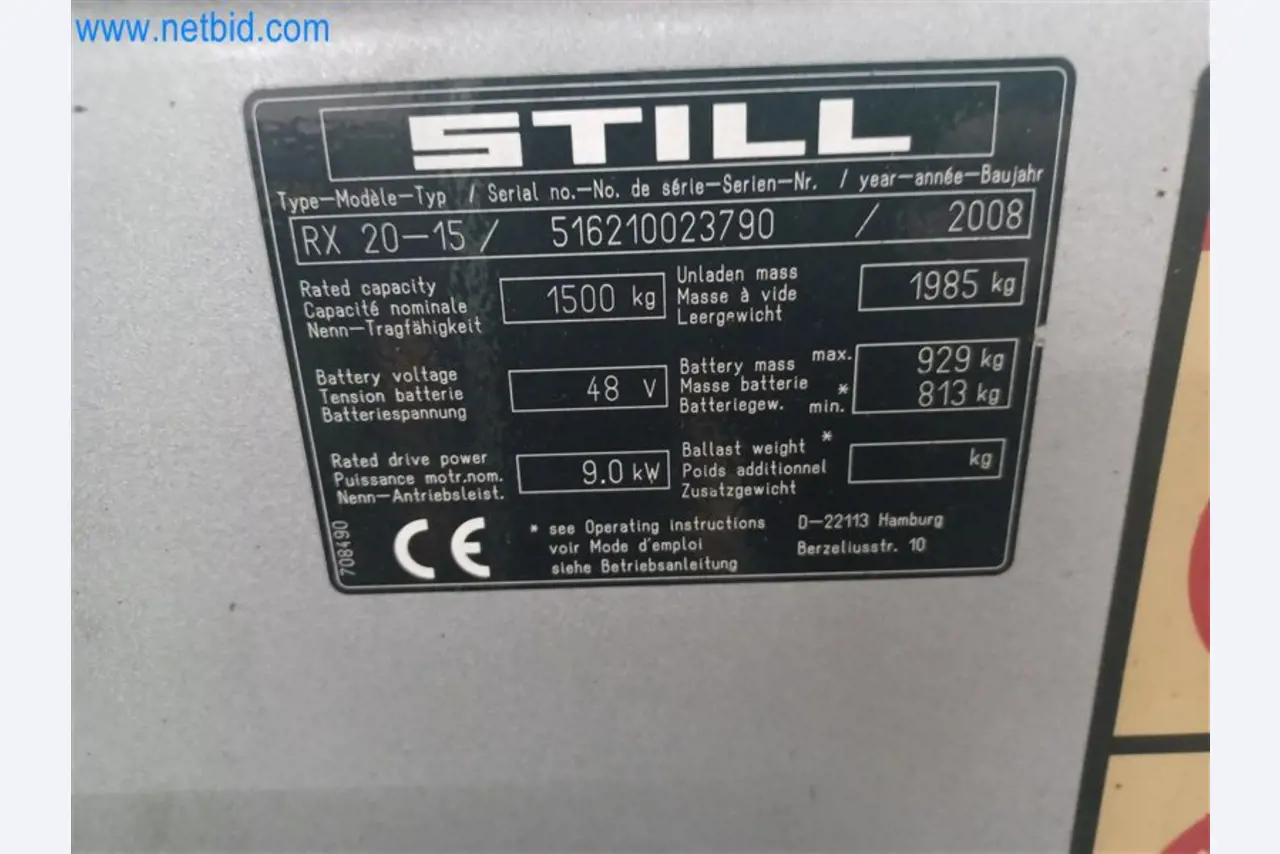 www.netbid.com
STILL
Type-Modèle-Typ / Serial no.-No. de série-Serien-Nr. / year-année-Baujahr
RX 20-15 / 516210023790 / 2008
Rated capacity
Capacité nominale
Nenn-Tragfähigkeit
1500 kg
Unladen mass
Masse à vide
Leergewicht
1985 kg
Battery voltage
Tension batterie
Batteriespannung
48 V
Battery mass max. 929 kg
Masse batterie * 813 kg
Batteriegew. min.
Rated drive power
Puissance motr.nom.
Nenn-Antriebsleist.
9.0 kW
Ballast weight *
Poids additionnel
Zusatzgewicht
kg
708490
CE
* see Operating instructions
voir Mode d'emploi
siehe Betriebsanleitung
D-22113 Hamburg
Berzeliusstr. 10